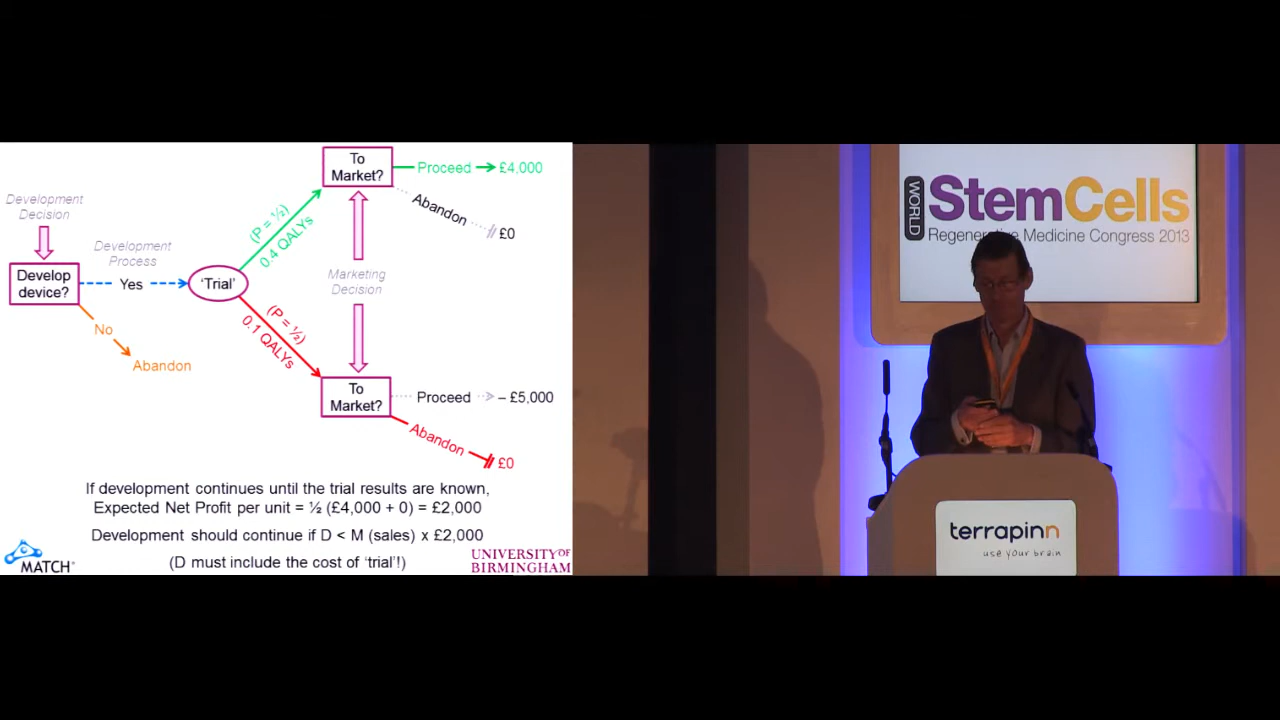 To
Market?
Proceed
£4,000
Abandon
£0
Development
Decision
(P = ½)
0.4 QALYs
Development
Process
Develop
device?
Yes
'Trial'
Marketing
Decision
No
Abandon
(P = ½)
0.1 QALYs
To
Market?
Proceed
– £5,000
Abandon
£0
If development continues until the trial results are known,
Expected Net Profit per unit = ½ (£4,000 + 0) = £2,000
Development should continue if D < M (sales) x £2,000
(D must include the cost of 'trial'!)
MATCH
UNIVERSITY OF
BIRMINGHAM
WORLD
StemCells
Regenerative Medicine Congress 2013
terrapinn
use your brain